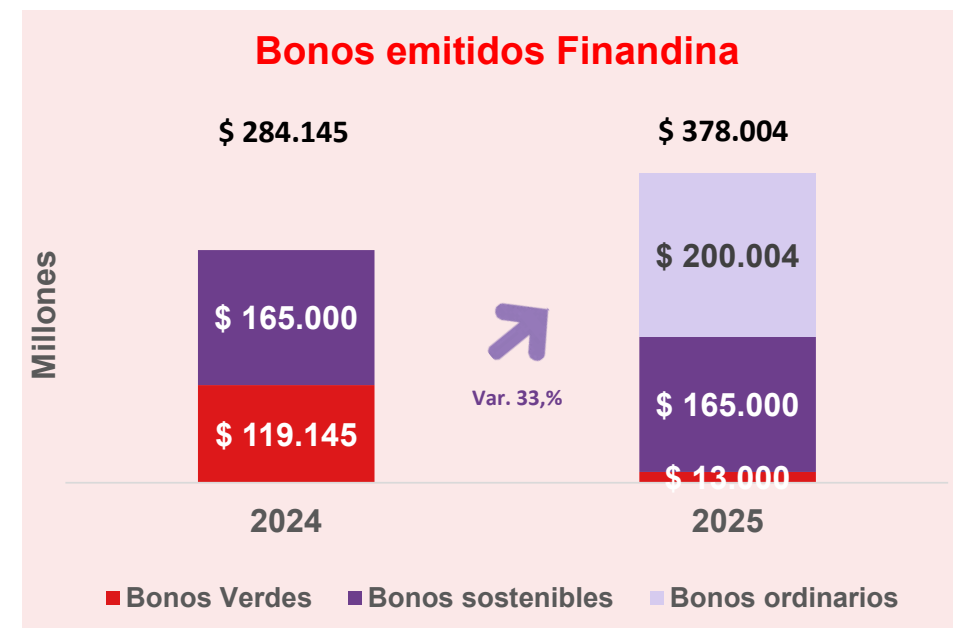 Bonos emitidos Finandina
$ 284.145
$ 378.004
Millones
$ 165.000
$ 119.145
Var. 33,%
$ 200.004
$ 165.000
$ 13.000
2024
2025
Bonos Verdes
Bonos sostenibles
Bonos ordinarios